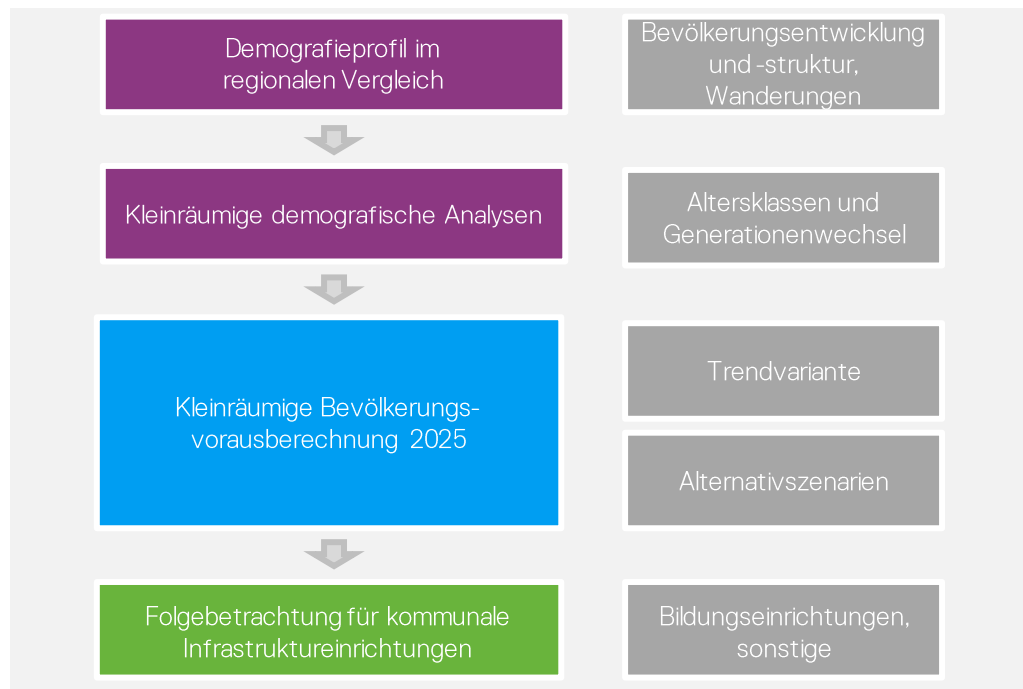 Demografieprofil im
regionalen Vergleich
Bevölkerungsentwicklung
und -struktur,
Wanderungen
Kleinräumige demografische Analysen
Altersklassen und
Generationenwechsel
Kleinräumige Bevölkerungs-
vorausberechnung 2025
Trendvariante
Alternativszenarien
Folgebetrachtung für kommunale
Infrastruktureinrichtungen
Bildungseinrichtungen,
sonstige